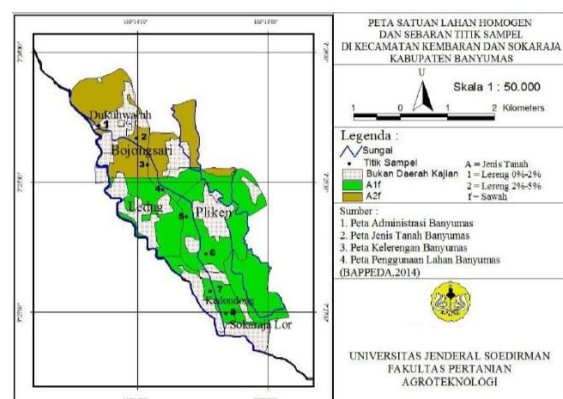 PETA SATUAN LAHAN HOMOGEN
DAN SEBARAN TITIK SAMPEL
DI KECAMATAN KEMBARAN DAN SOKARAJA
KABUPATEN BANYUMAS
U
Skala 1 : 50.000
1 0 1 2 Kilometers
Legenda :
Sungai
Titik Sampel
Bukan Daerah Kajian
A1f
A2f
A = Jenis Tanah
1 = Lereng 0%-2%
2 = Lereng 2%-5%
f = Sawah
Sumber :
1. Peta Administrasi Banyumas
2. Peta Jenis Tanah Banyumas
3. Peta Kelerengan Banyumas
4. Peta Penggunaan Lahan Banyumas
(BAPPEDA,2014)
UNIVERSITAS JENDERAL SOEDIRMAN
FAKULTAS PERTANIAN
AGROTEKNOLOGI
Dukuhwaluh
1
2
Bojongsari
3
4
Ledug
5
Pliken
6
7
Kedondong
8
Sokaraja Lor